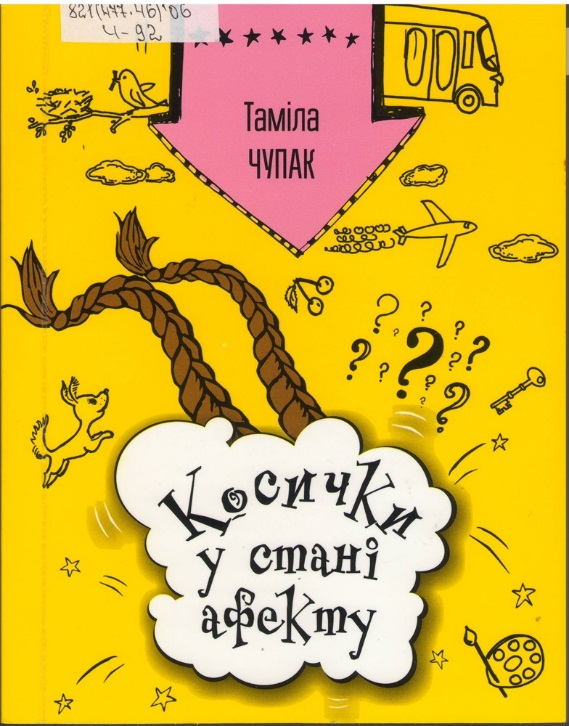 821(477.46)'06
Ч-92
Таміла
ЧУПАК
Косички
у стані
афекту